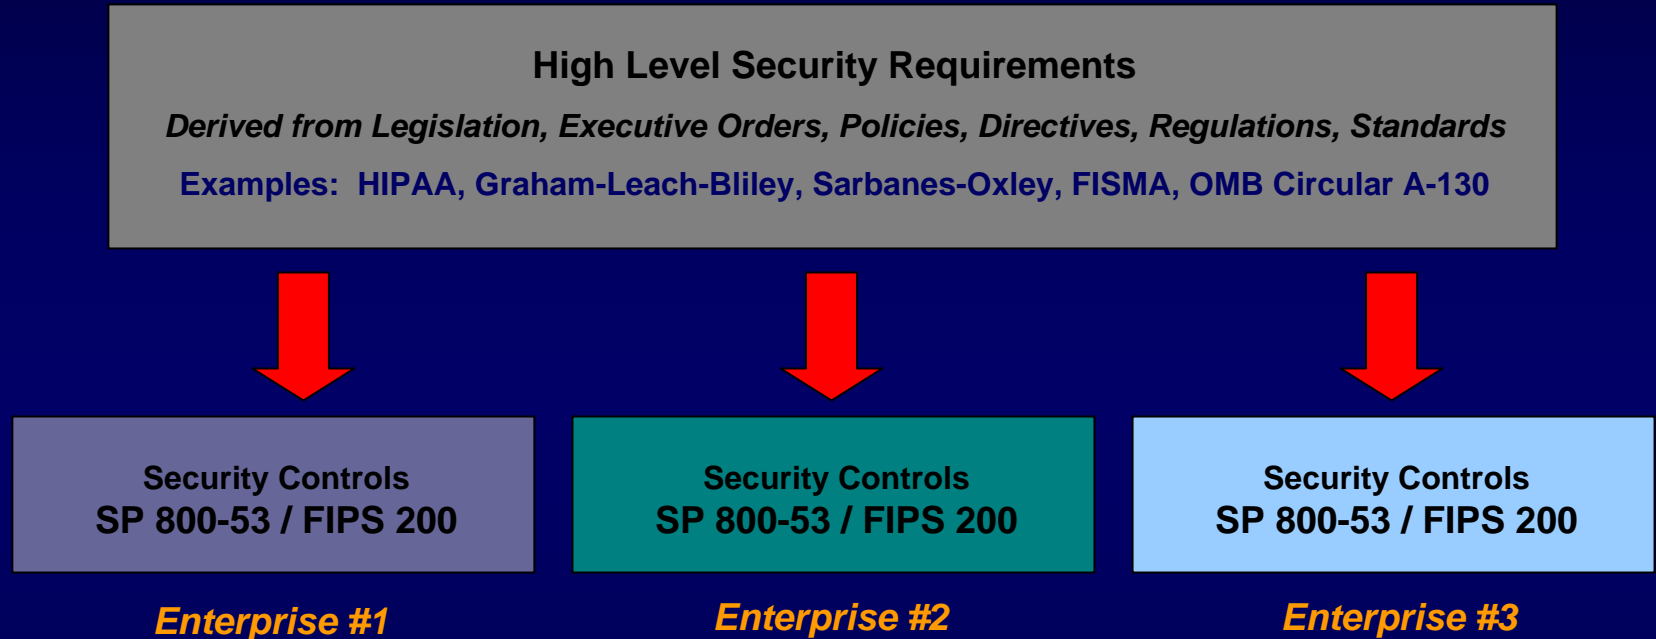 High Level Security Requirements
Derived from Legislation, Executive Orders, Policies, Directives, Regulations, Standards
Examples: HIPAA, Graham-Leach-Bliley, Sarbanes-Oxley, FISMA, OMB Circular A-130
Security Controls
SP 800-53 / FIPS 200
Enterprise #1
Security Controls
SP 800-53 / FIPS 200
Enterprise #2
Security Controls
SP 800-53 / FIPS 200
Enterprise #3